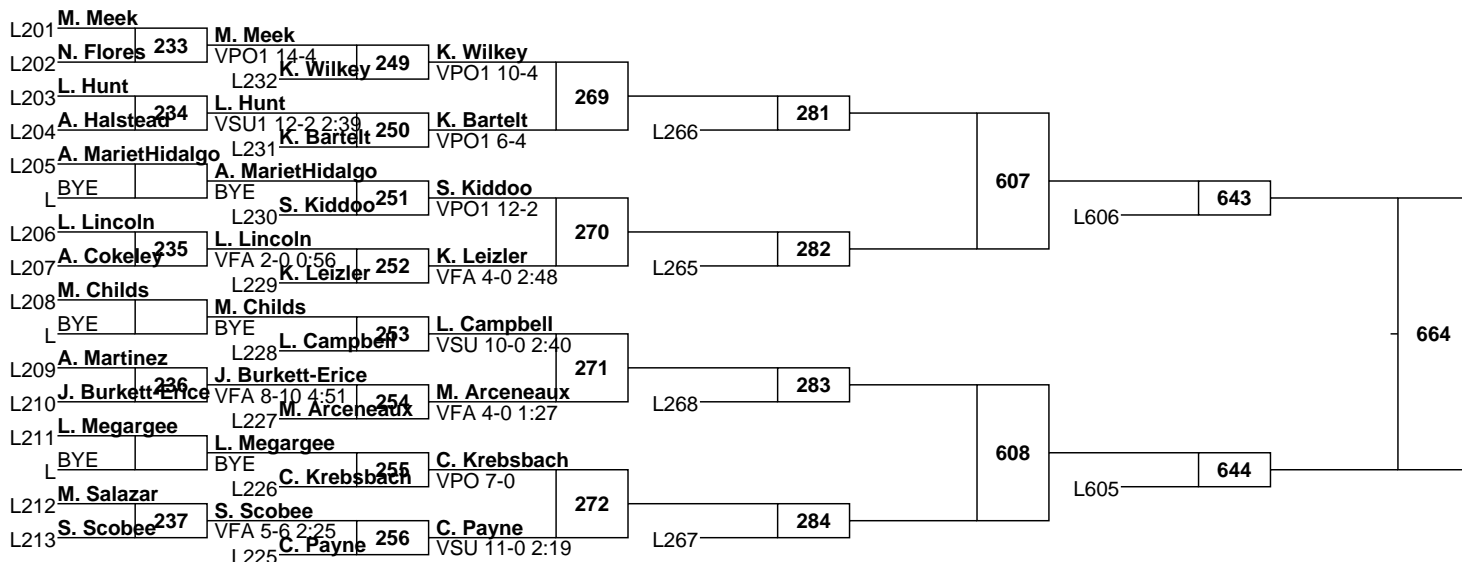 L201 M. Meek
L202 N. Flores
233
M. Meek
VPO1 14-4
L232 K. Wilkey
249
K. Wilkey
VPO1 10-4
L203 L. Hunt
L204 A. Halstead
234
L. Hunt
VSU1 12-2 2:39
L231 K. Bartelt
250
K. Bartelt
VPO1 6-4
269
L266
281
L205 A. MarietHidalgo
L BYE
A. MarietHidalgo
BYE
L230 S. Kiddoo
251
S. Kiddoo
VPO1 12-2
L206 L. Lincoln
L207 A. Cokeley
235
L. Lincoln
VFA 2-0 0:56
L229 K. Leizler
252
K. Leizler
VFA 4-0 2:48
270
L265
282
607
L606
643
L208 M. Childs
L BYE
M. Childs
BYE
L228 L. Campbell
253
L. Campbell
VSU 10-0 2:40
L209 A. Martinez
L210 J. Burkett-Erice
236
J. Burkett-Erice
VFA 8-10 4:51
L227 M. Arceneaux
254
M. Arceneaux
VFA 4-0 1:27
271
L268
283
L211 L. Megargee
L BYE
L. Megargee
BYE
L226 C. Krebsbach
255
C. Krebsbach
VPO 7-0
L212 M. Salazar
L213 S. Scobee
237
S. Scobee
VFA 5-6 2:25
L225 C. Payne
256
C. Payne
VSU 11-0 2:19
272
L267
284
608
L605
644
664